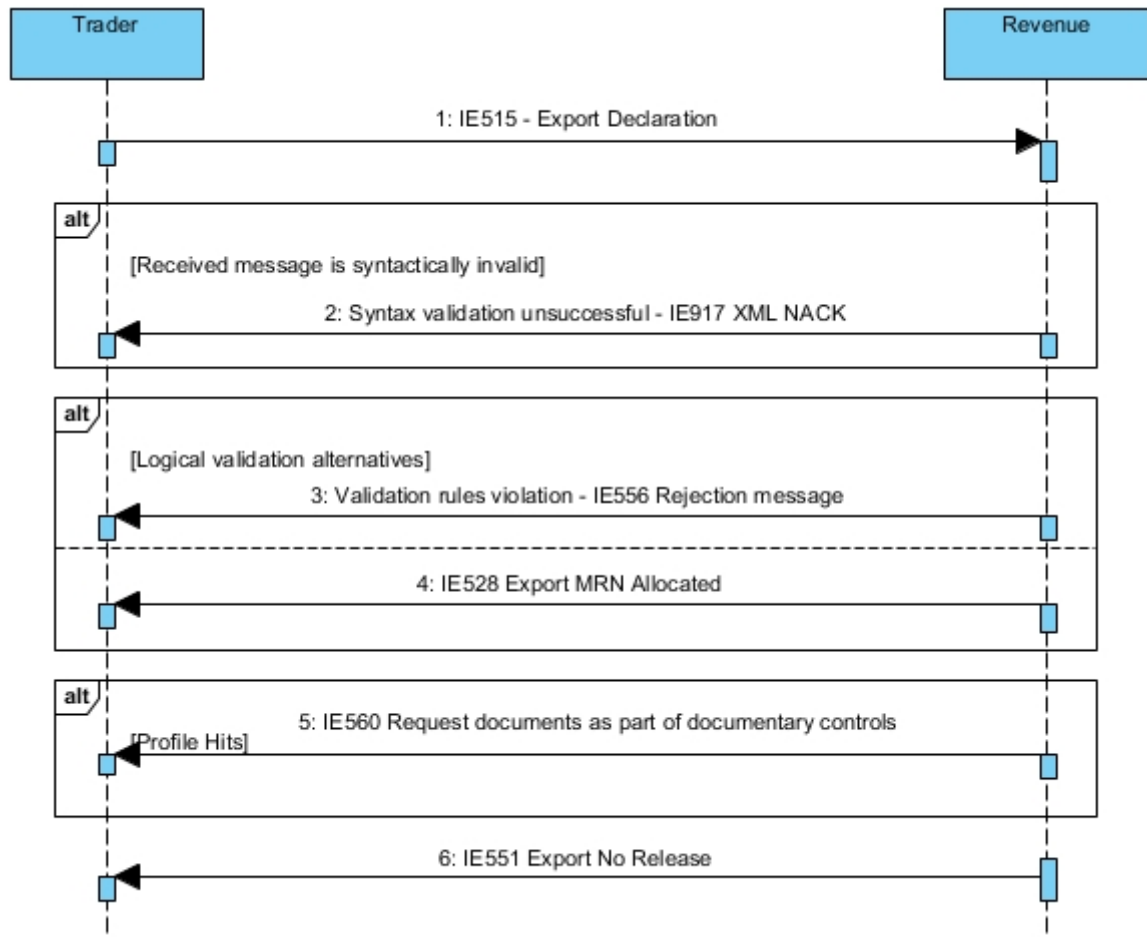 Trader
Revenue
1: IE515 - Export Declaration
alt
[Received message is syntactically invalid]
2: Syntax validation unsuccessful - IE917 XML NACK
alt
[Logical validation alternatives]
3: Validation rules violation - IE556 Rejection message
4: IE528 Export MRN Allocated
alt
5: IE560 Request documents as part of documentary controls
[Profile Hits]
6: IE551 Export No Release